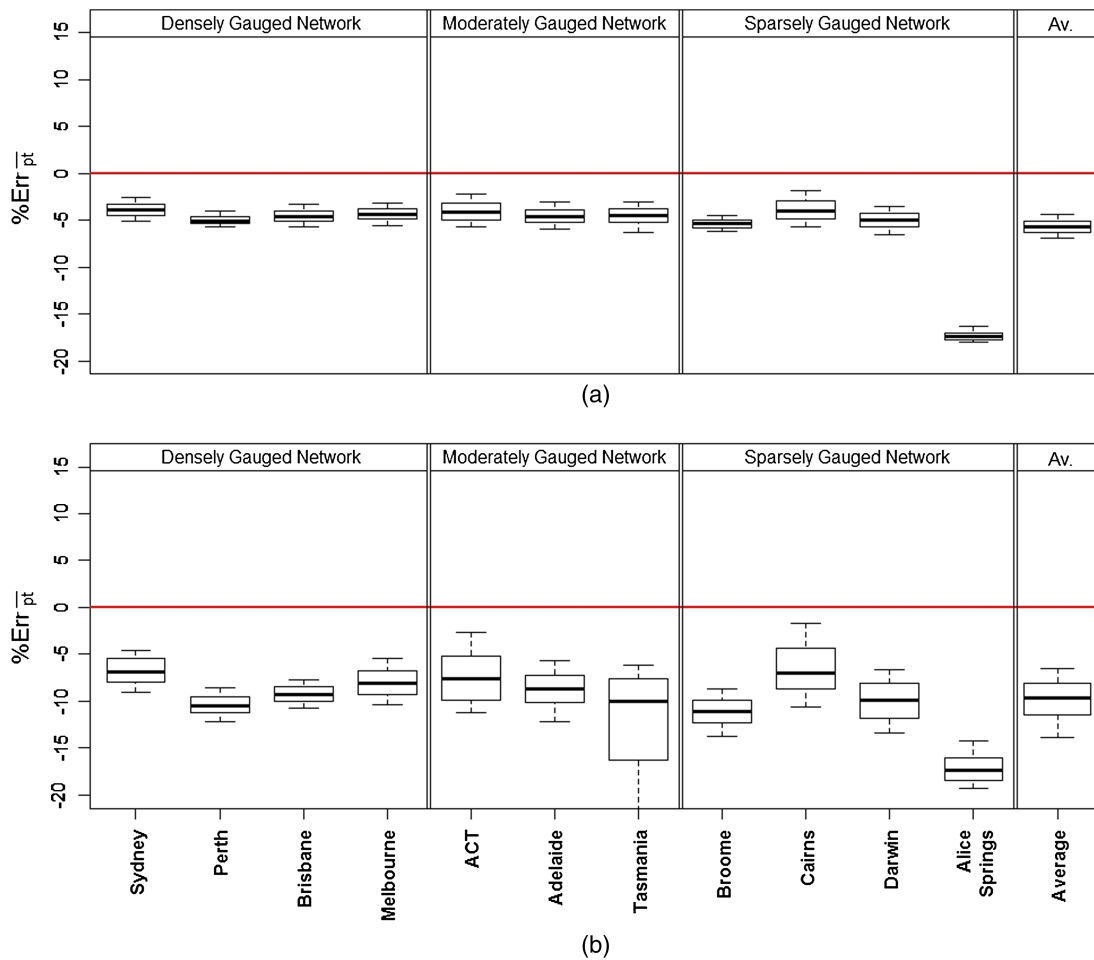 Densely Gauged Network Moderately Gauged Network Sparsely Gauged Network Av.
15
10
5
0
-5
-10
-15
-20
%Err pt
(a)
Densely Gauged Network Moderately Gauged Network Sparsely Gauged Network Av.
15
10
5
0
-5
-10
-15
-20
%Err pt
Sydney
Perth
Brisbane
Melbourne
ACT
Adelaide
Tasmania
Broome
Cairns
Darwin
Alice
Springs
Average
(b)